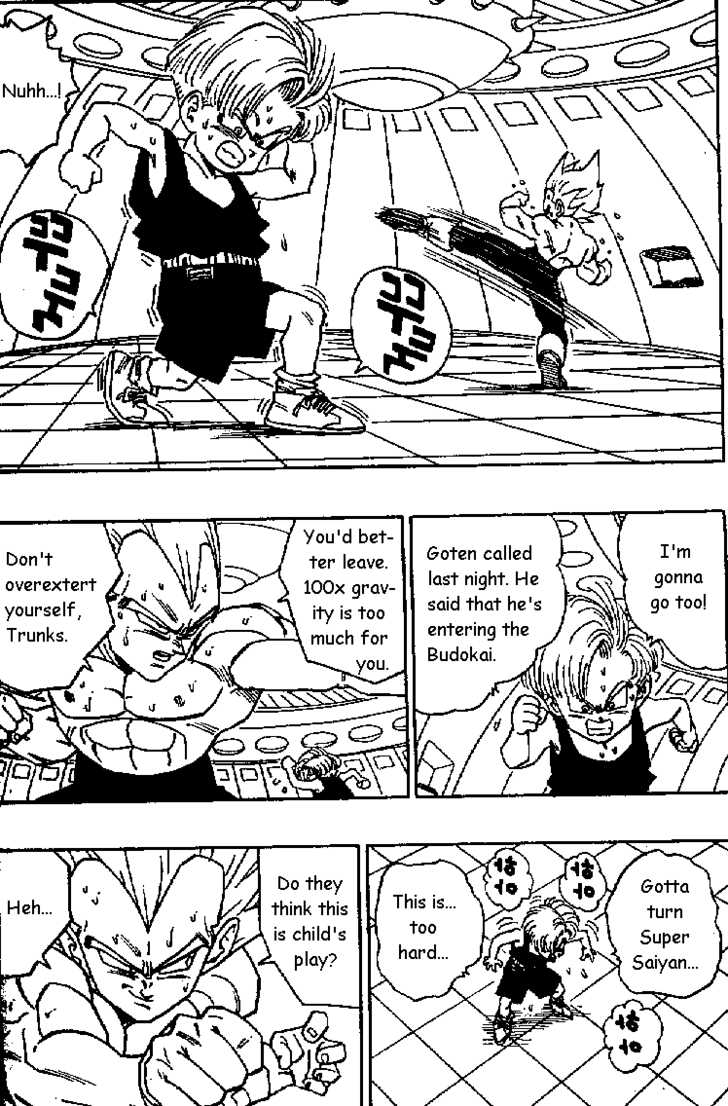 Nuhh...!
I'm
gonna
go too!
Goten called
last night. He
said that he's
entering the
Budokai.
You'd bet-
ter leave.
100x grav-
ity is too
much for
you.
Don't
overextert
yourself,
Trunks.
Gotta
turn
Super
Saiyan...
This is...
too
hard...
Do they
think this
is child's
play?
Heh...